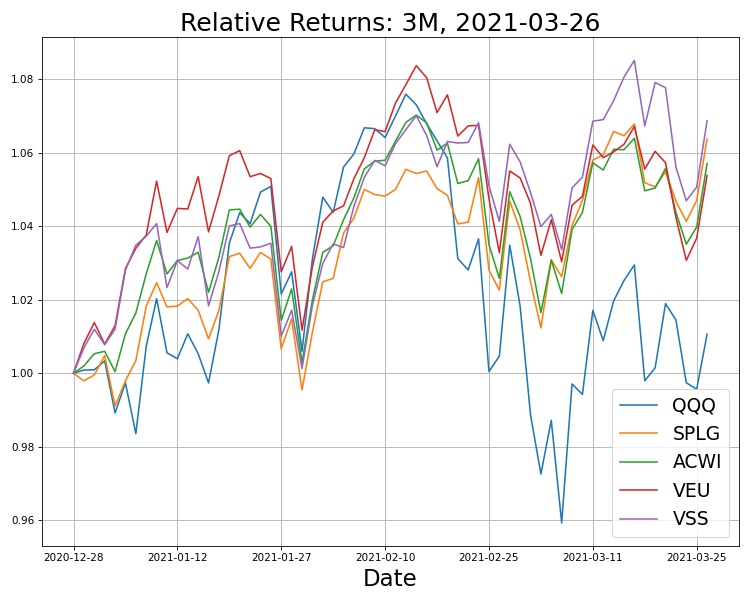 Relative Returns: 3M, 2021-03-26
1.08
1.06
1.04
1.02
1.00
0.98
0.96
QQQ
SPLG
ACWI
VEU
VSS
2020-12-28 2021-01-12 2021-01-27 2021-02-10 2021-02-25 2021-03-11 2021-03-25
Date